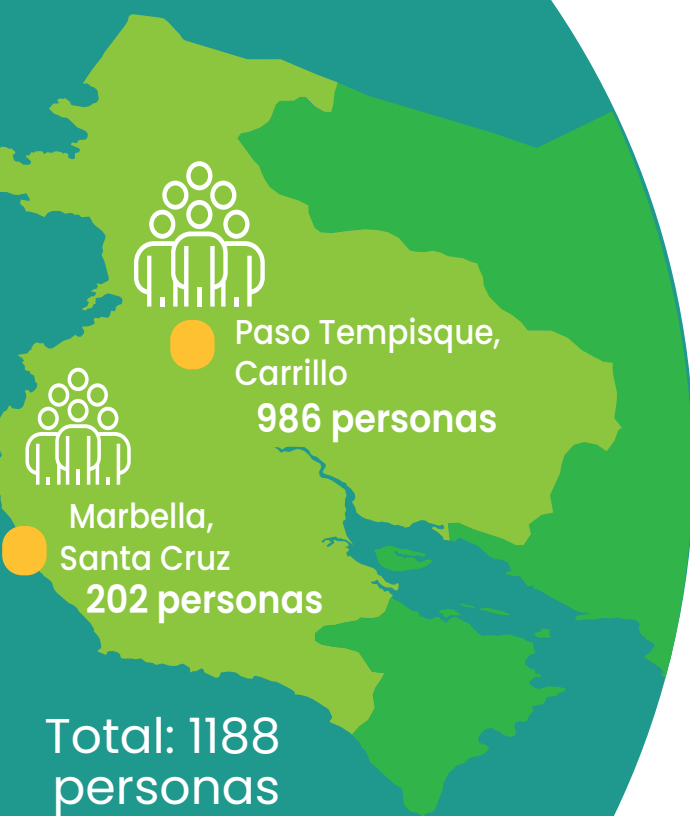 Paso Tempisque,
Carrillo
986 personas
Marbella,
Santa Cruz
202 personas
Total: 1188
personas